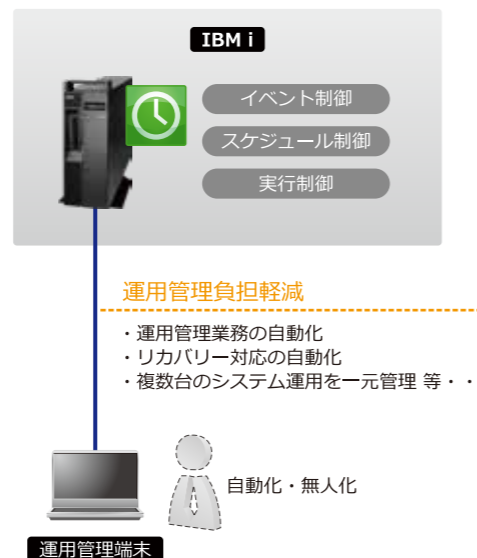 IBM i
イベント制御
スケジュール制御
実行制御
運用管理負担軽減
・運用管理業務の自動化
・リカバリー対応の自動化
・複数台のシステム運用を一元管理 等・・
自動化・無人化
運用管理端末